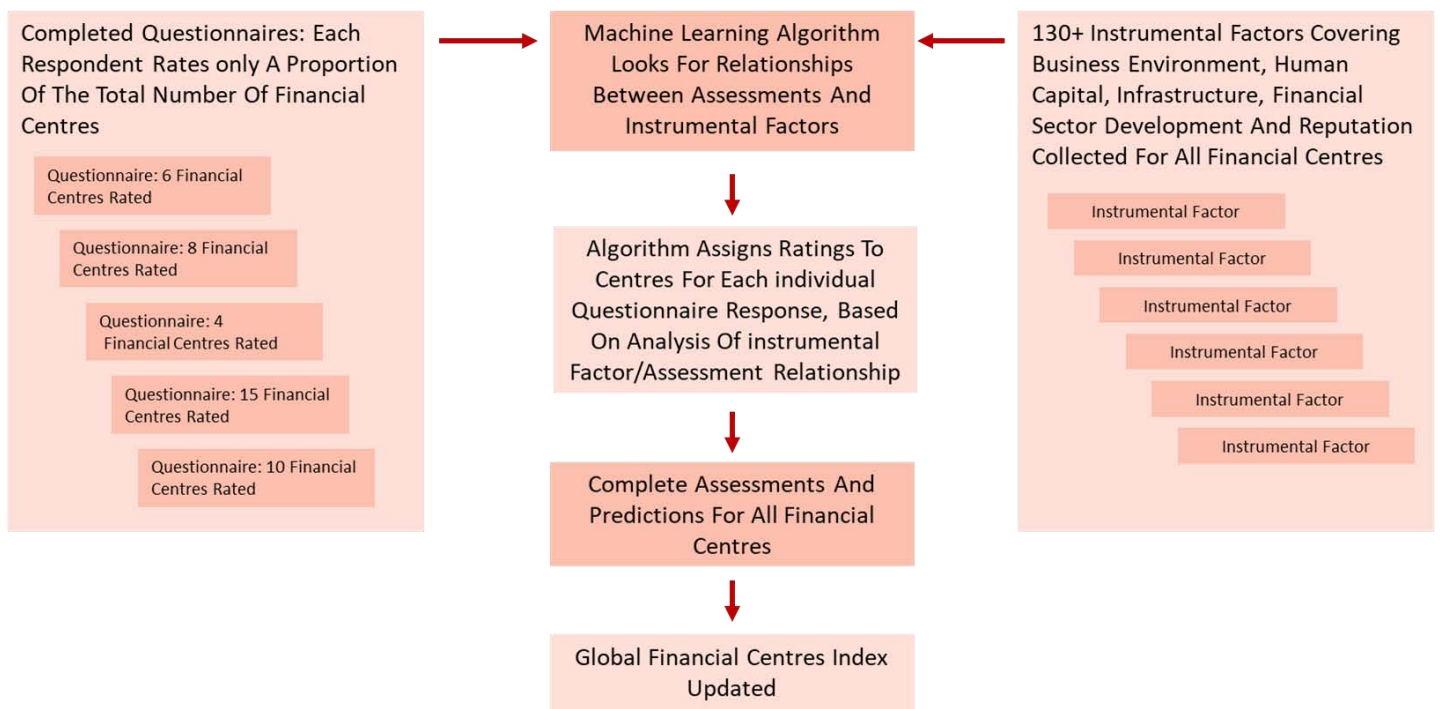 Completed Questionnaires: Each
Respondent Rates only A Proportion
Of The Total Number Of Financial
Centres
Questionnaire: 6 Financial
Centres Rated
Questionnaire: 8 Financial
Centres Rated
Questionnaire: 4
Financial Centres Rated
Questionnaire: 15 Financial
Centres Rated
Questionnaire: 10 Financial
Centres Rated
Machine Learning Algorithm
Looks For Relationships
Between Assessments And
Instrumental Factors
Algorithm Assigns Ratings To
Centres For Each individual
Questionnaire Response, Based
On Analysis Of instrumental
Factor/Assessment Relationship
Complete Assessments And
Predictions For All Financial
Centres
Global Financial Centres Index
Updated
130+ Instrumental Factors Covering
Business Environment, Human
Capital, Infrastructure, Financial
Sector Development And Reputation
Collected For All Financial Centres
Instrumental Factor
Instrumental Factor
Instrumental Factor
Instrumental Factor
Instrumental Factor
Instrumental Factor